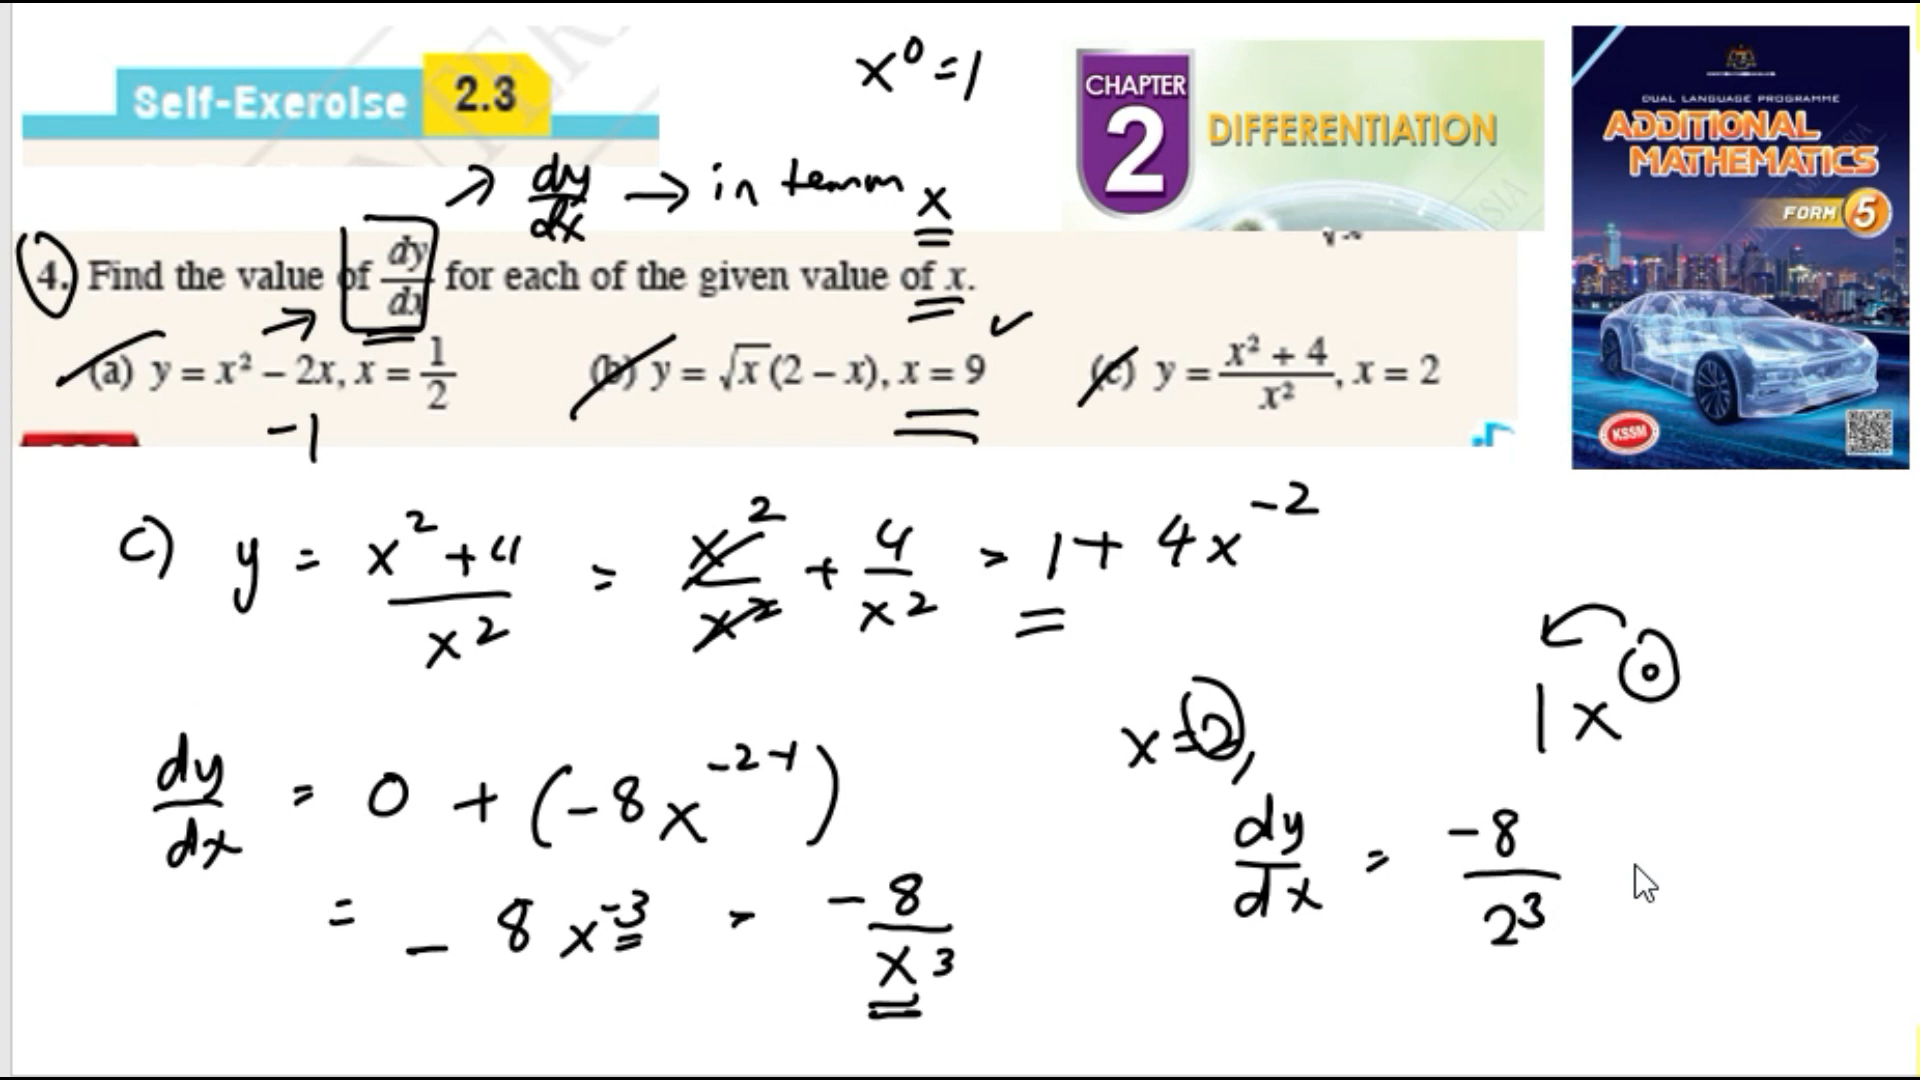 Self-Exercise 2.3
x⁰ = 1
CHAPTER 2 DIFFERENTIATION
DUAL LANGUAGE PROGRAMME
ADDITIONAL
MATHEMATICS
FORM 5
KSSM
→ dy/dx → in term x
4. Find the value of dy/dx for each of the given value of x.
(a) y = x² – 2x, x = 1/2
(b) y = √x (2 – x), x = 9
(c) y = (x² + 4)/x², x = 2
-1
c) y = (x² + 4)/x² = x²/x² + 4/x² = 1 + 4x⁻²
1x⁰
dy/dx = 0 + (-8x⁻²⁻¹)
x=2,
= -8x⁻³ = -8/x³
dy/dx = -8/2³